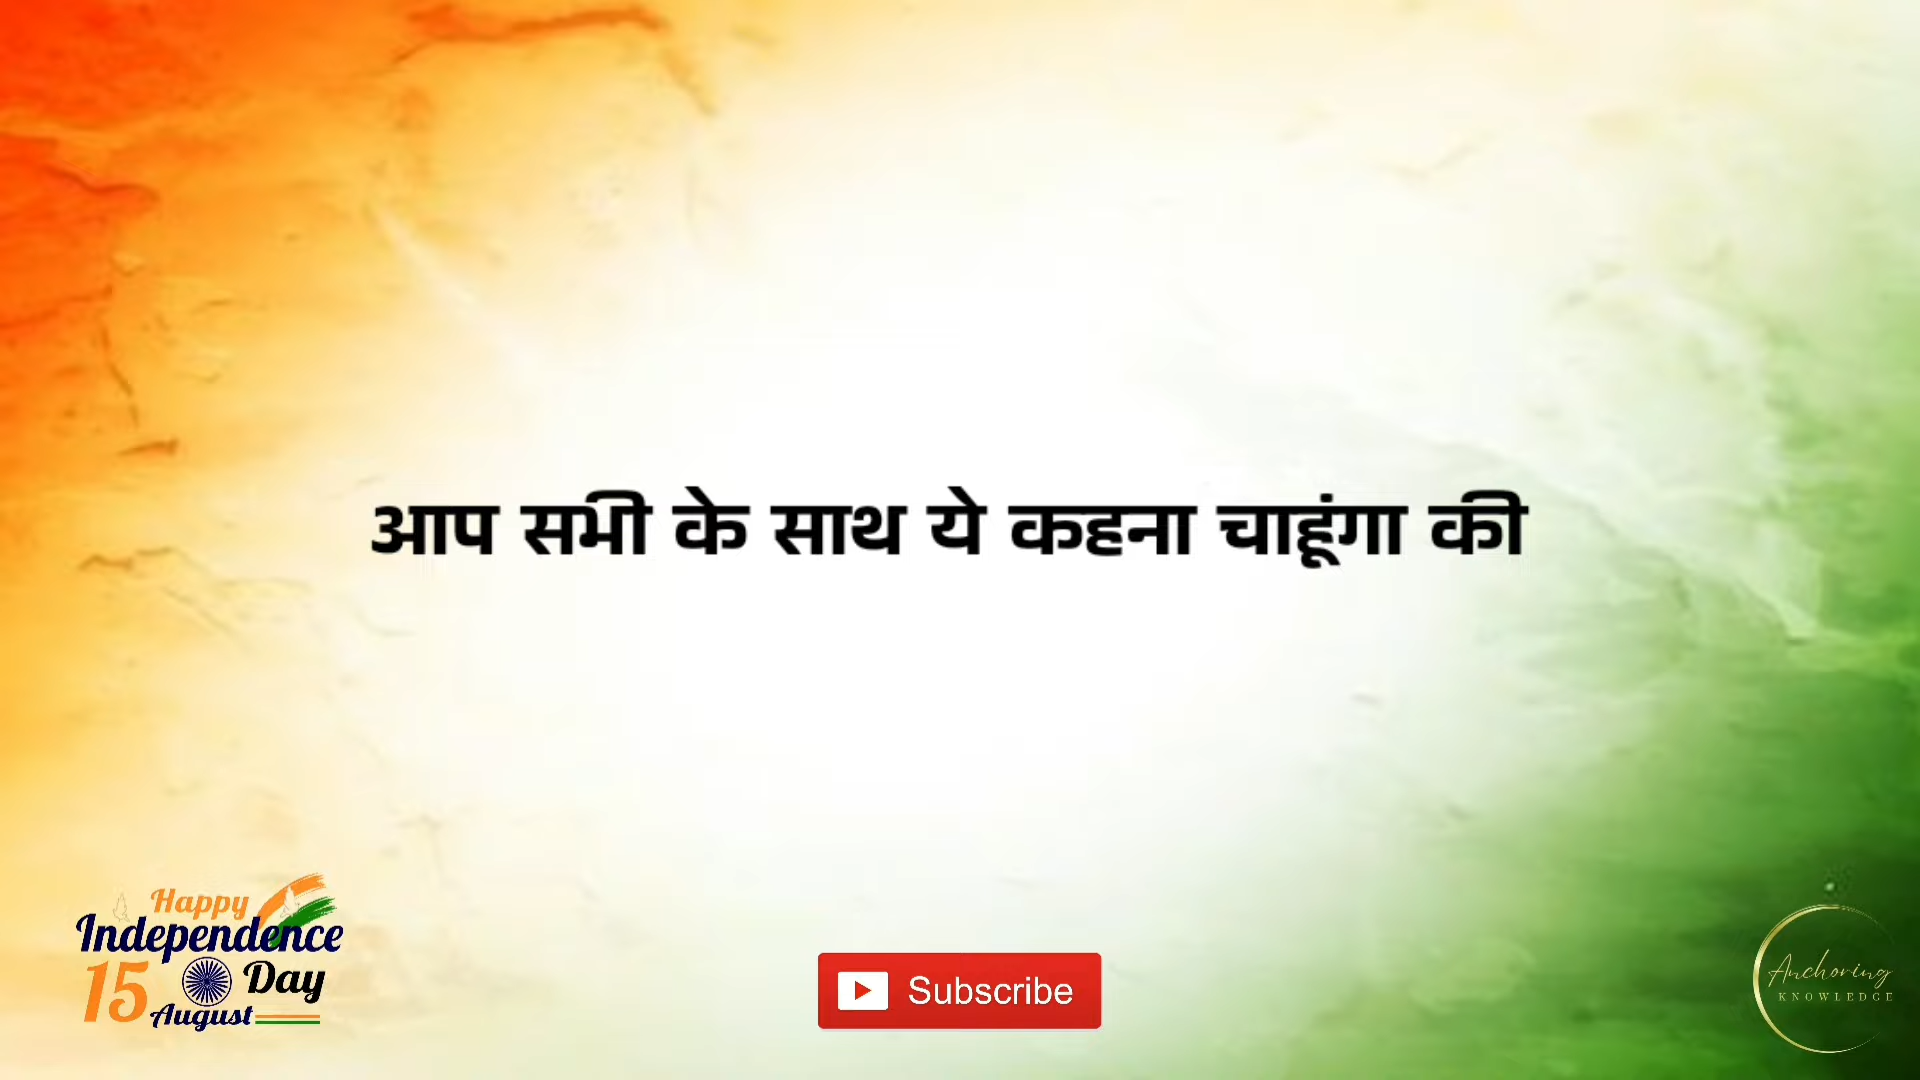 आप सभी के साथ ये कहना चाहूंगा की
Happy
Independence
15 Day
August
Subscribe
Anchoring
KNOWLEDGE